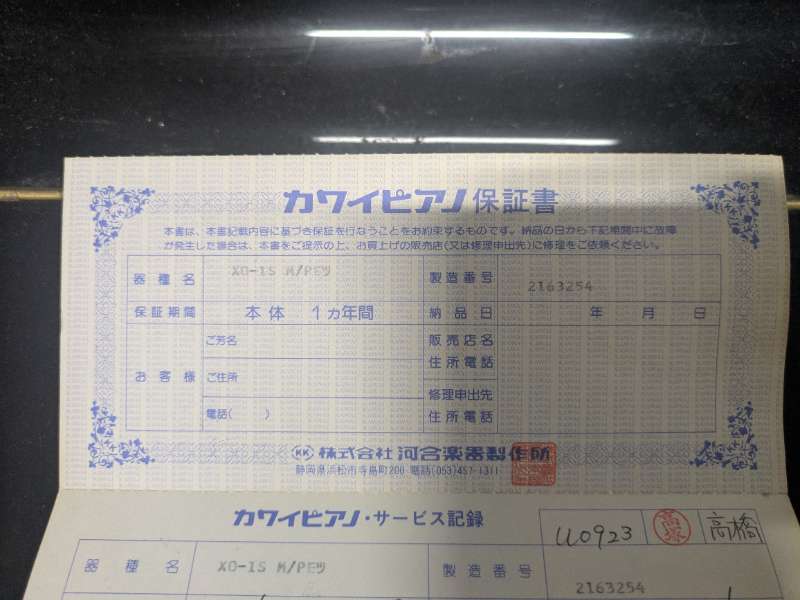 カワイピアノ 保証書
本書は、本書記載内容に基づき保証を行なうことをお約束するものです。納品の日から下記期間中に故障
が発生した場合は、本書をご提示の上、お買上げの販売店(又は修理申出先)に修理をご依頼ください。
器種名 XO-1S M/PEツ 製造番号 2163254
保証期間 本体 1カ年間 納品日 年 月 日
お客様 ご芳名 販売店名
住所電話
ご住所
修理申出先
電話( ) 住所電話
KK 株式会社 河合楽器製作所
静岡県浜松市寺島町200 電話(053)457-1311
カワイピアノ・サービス記録 U0923 高塚 高橋
器種名 XO-1S M/PEツ 製造番号 2163254